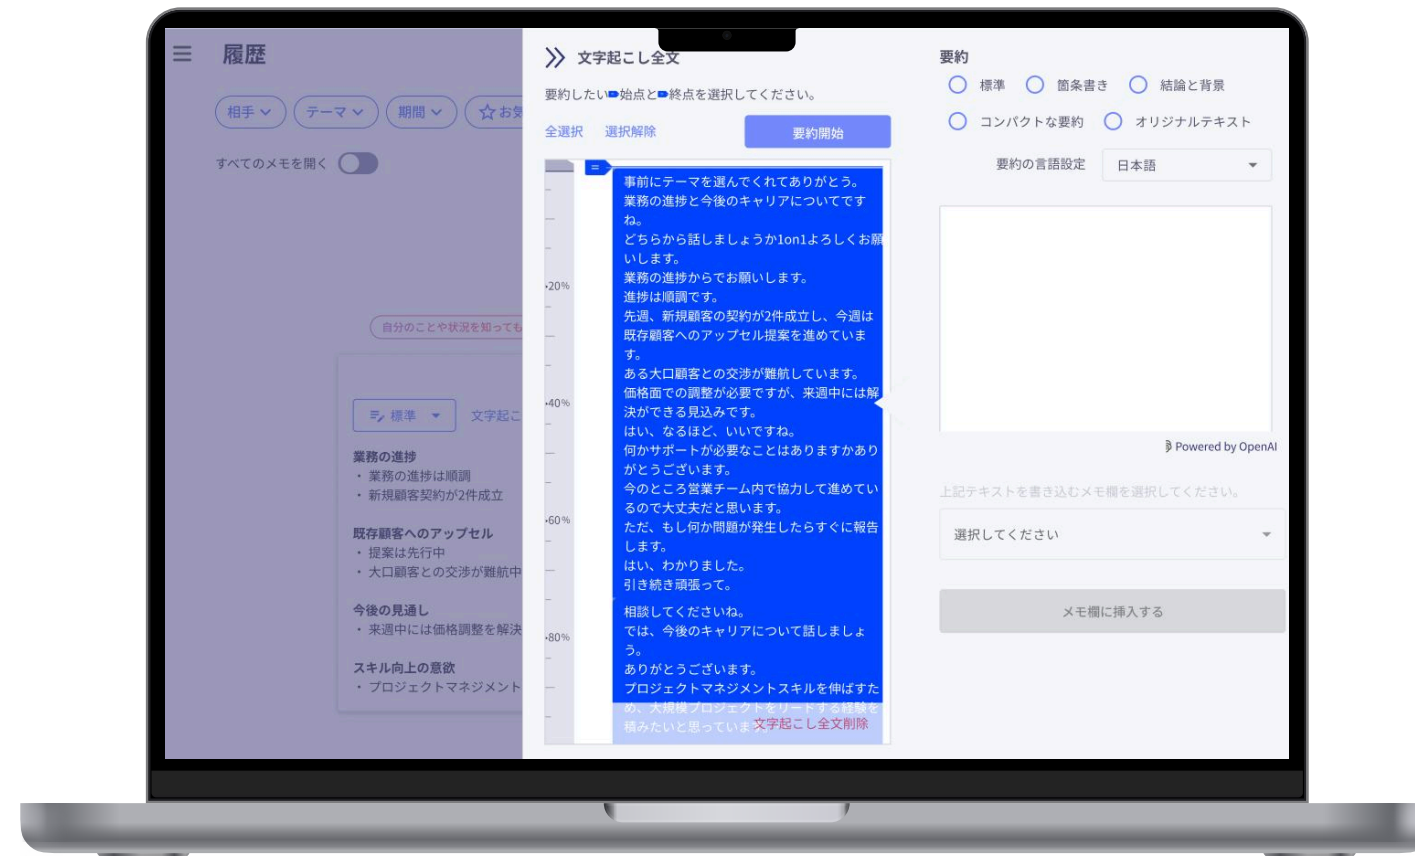 履歴
相手
テーマ
期間
お気
すべてのメモを開く
自分のことや状況を知っても
標準
文字起こ
業務の進捗
・ 業務の進捗は順調
・ 新規顧客契約が2件成立
既存顧客へのアップセル
・ 提案は先行中
・ 大口顧客との交渉が難航中
今後の見通し
・ 来週中には価格調整を解決
スキル向上の意欲
・ プロジェクトマネジメント
文字起こし全文
要約したい 始点と 終点を選択してください。
全選択 選択解除
要約開始
20%
40%
60%
80%
事前にテーマを選んでくれてありがとう。
業務の進捗と今後のキャリアについてです
ね。
どちらから話しましょうか1on1よろしくお願
いします。
業務の進捗からでお願いします。
進捗は順調です。
先週、新規顧客の契約が2件成立し、今週は
既存顧客へのアップセル提案を進めていま
す。
ある大口顧客との交渉が難航しています。
価格面での調整が必要ですが、来週中には解
決ができる見込みです。
はい、なるほど、いいですね。
何かサポートが必要なことはありますかあり
がとうございます。
今のところ営業チーム内で協力して進めてい
るので大丈夫だと思います。
ただ、もし何か問題が発生したらすぐに報告
します。
はい、わかりました。
引き続き頑張って。
相談してくださいね。
では、今後のキャリアについて話しましょ
う。
ありがとうございます。
プロジェクトマネジメントスキルを伸ばすた
め、大規模プロジェクトをリードする経験を
積みたいと思っていま
文字起こし全文削除
要約
標準 箇条書き 結論と背景
コンパクトな要約 オリジナルテキスト
要約の言語設定 日本語
Powered by OpenAI
上記テキストを書き込むメモ欄を選択してください。
選択してください
メモ欄に挿入する